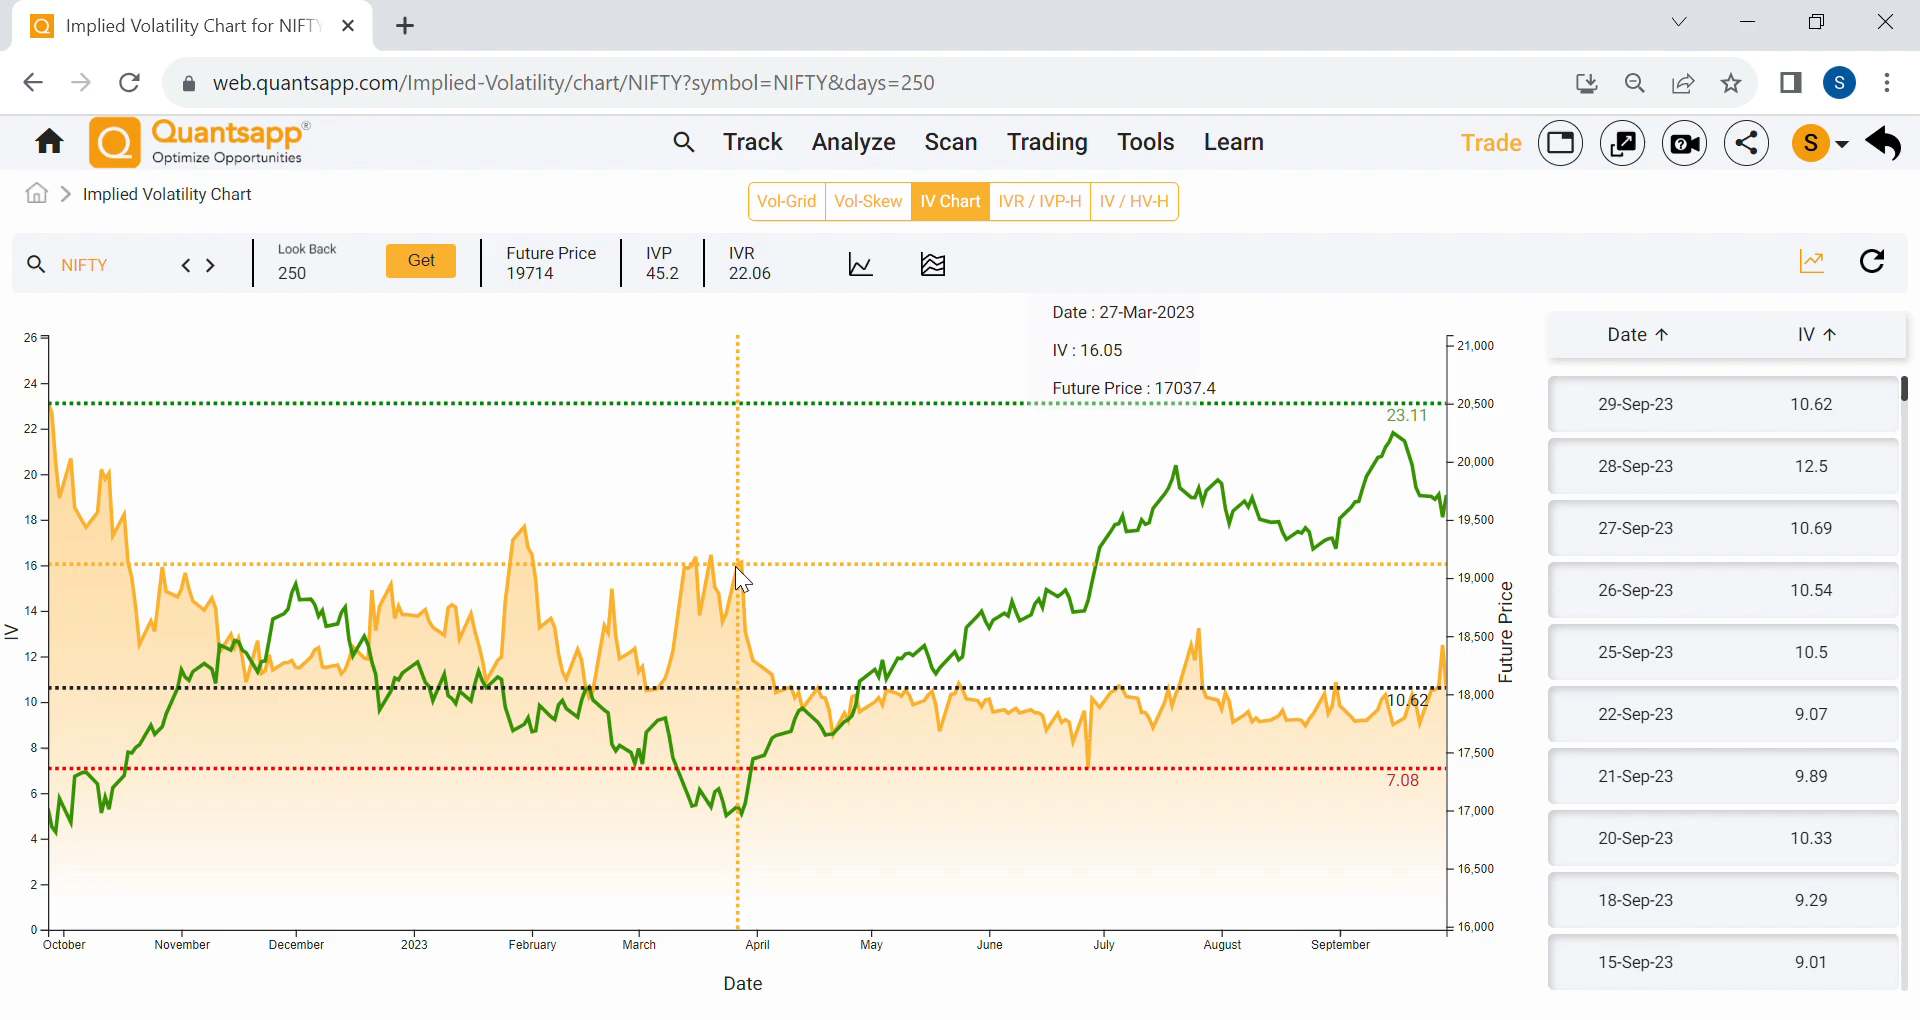 Implied Volatility Chart for NIFTY
web.quantsapp.com/Implied-Volatility/chart/NIFTY?symbol=NIFTY&days=250
S
Quantsapp®
Optimize Opportunities
Track Analyze Scan Trading Tools Learn
Trade
S
Implied Volatility Chart
Vol-Grid Vol-Skew IV Chart IVR / IVP-H IV / HV-H
NIFTY
Look Back
250
Get
Future Price
19714
IVP
45.2
IVR
22.06
Date : 27-Mar-2023
IV : 16.05
Future Price : 17037.4
26
24
22
20
18
16
14
12
10
8
6
4
2
0
IV
23.11
10.62
7.08
21,000
20,500
20,000
19,500
19,000
18,500
18,000
17,500
17,000
16,500
16,000
Future Price
October November December 2023 February March April May June July August September
Date
Date ↑ IV ↑
29-Sep-23 10.62
28-Sep-23 12.5
27-Sep-23 10.69
26-Sep-23 10.54
25-Sep-23 10.5
22-Sep-23 9.07
21-Sep-23 9.89
20-Sep-23 10.33
18-Sep-23 9.29
15-Sep-23 9.01